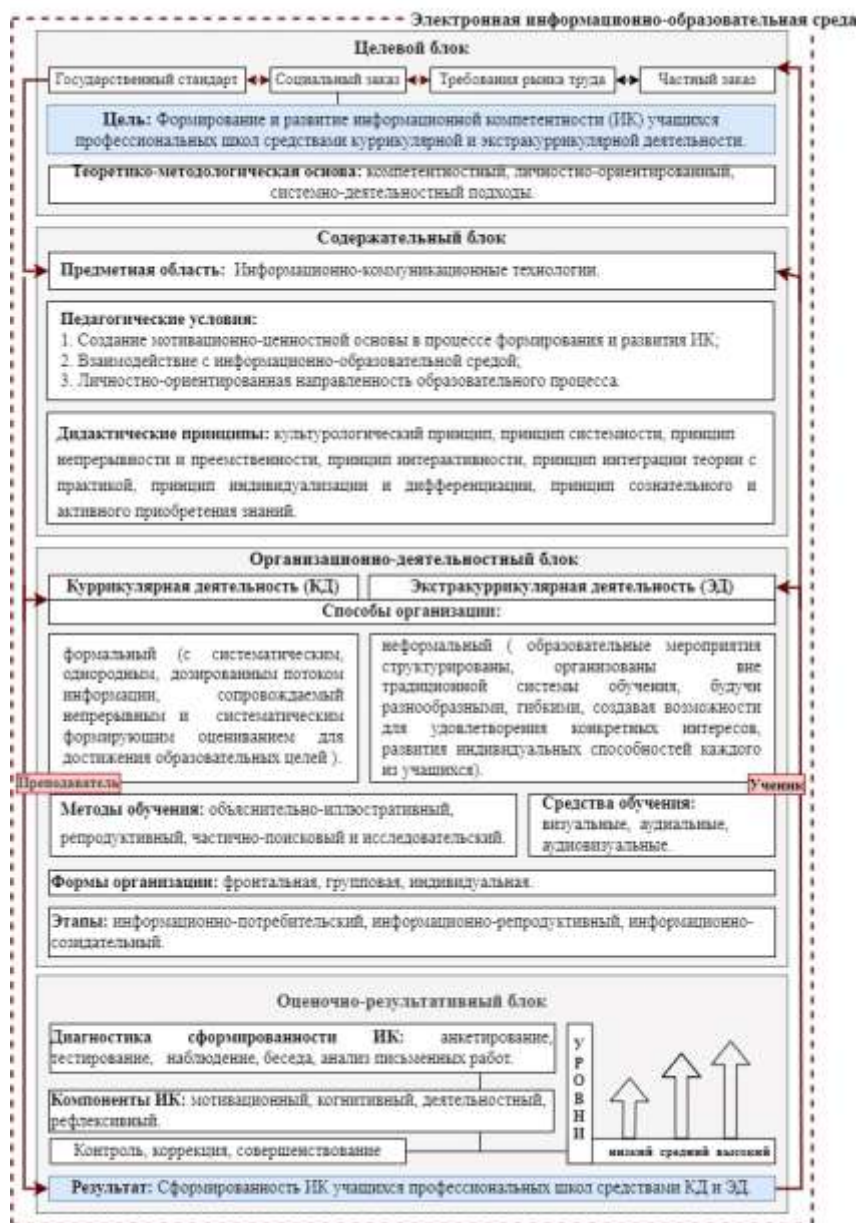 Электронная информационно-образовательная среда
Целевой блок
Государственный стандарт
Социальный заказ
Требования рынка труда
Частный заказ
Цель: Формирование и развитие информационной компетентности (ИК) учащихся
профессиональных школ средствами куррикулярной и экстракуррикулярной деятельности.
Теоретико-методологическая основа: компетентностный, личностно-ориентированный,
системно-деятельностный подходы.
Содержательный блок
Предметная область: Информационно-коммуникационные технологии.
Педагогические условия:
1. Создание мотивационно-ценностной основы в процессе формирования и развития ИК;
2. Взаимодействие с информационно-образовательной средой;
3. Личностно-ориентированная направленность образовательного процесса.
Дидактические принципы: культурологический принцип, принцип системности, принцип
непрерывности и преемственности, принцип интерактивности, принцип интеграции теории с
практикой, принцип индивидуализации и дифференциации, принцип сознательного и
активного приобретения знаний.
Организационно-деятельностный блок
Куррикулярная деятельность (КД)
Экстракуррикулярная деятельность (ЭД)
Способы организации:
формальный (с систематическим,
однородным, дозированным потоком
информации, сопровождаемый
непрерывным и систематическим
формирующим оцениванием для
достижения образовательных целей ).
неформальный ( образовательные мероприятия
структурированы, организованы вне
традиционной системы обучения, будучи
разнообразными, гибкими, создавая возможности
для удовлетворения конкретных интересов,
развития индивидуальных способностей каждого
из учащихся).
Преподаватель
Ученик
Методы обучения: объяснительно-иллюстративный,
репродуктивный, частично-поисковый и исследовательский.
Средства обучения:
визуальные, аудиальные,
аудиовизуальные.
Формы организации: фронтальная, групповая, индивидуальная.
Этапы: информационно-потребительский, информационно-репродуктивный, информационно-
созидательный.
Оценочно-результативный блок
Диагностика сформированности ИК: анкетирование,
тестирование, наблюдение, беседа, анализ письменных работ.
Компоненты ИК: мотивационный, когнитивный, деятельностный,
рефлексивный.
Контроль, коррекция, совершенствование
УРОВНИ
низкий средний высокий
Результат: Сформированность ИК учащихся профессиональных школ средствами КД и ЭД.